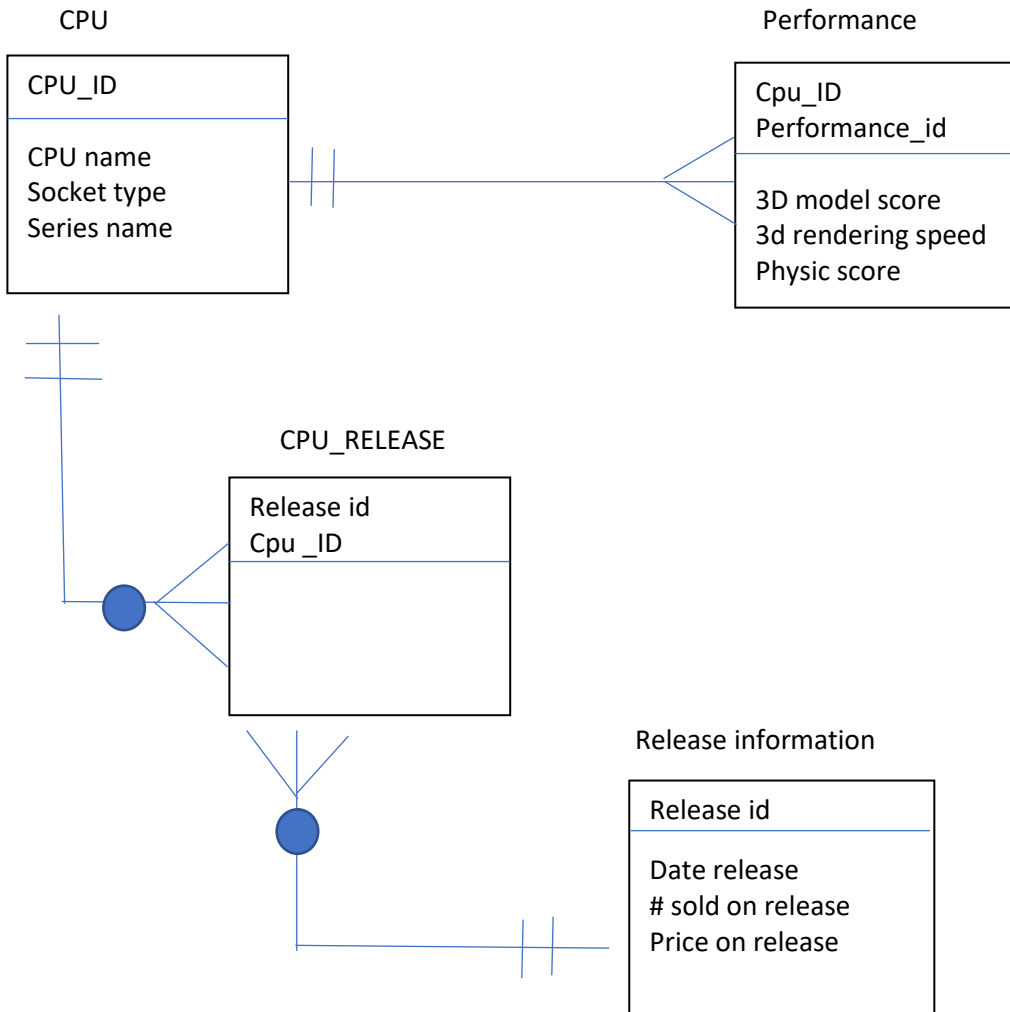 CPU
CPU_ID
CPU name
Socket type
Series name
Performance
Cpu_ID
Performance_id
3D model score
3d rendering speed
Physic score
CPU_RELEASE
Release id
Cpu _ID
Release information
Release id
Date release
# sold on release
Price on release